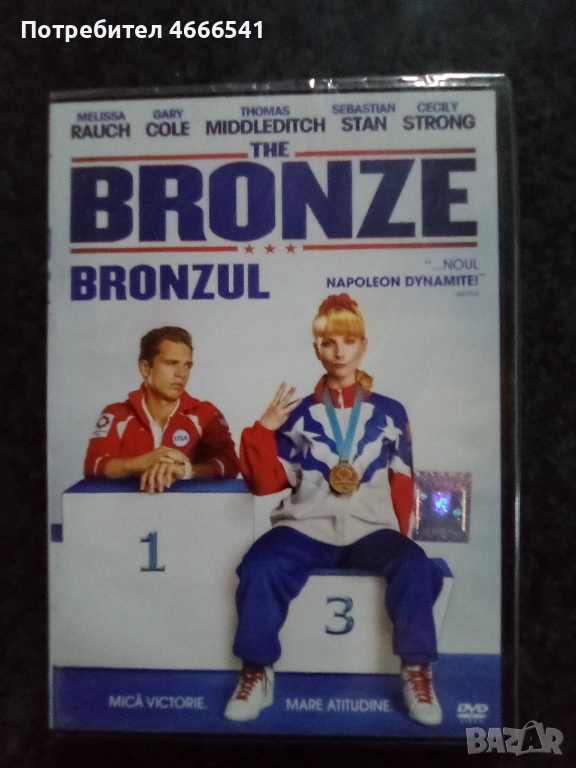 Потребител 4666541
MELISSA RAUCH GARY COLE THOMAS MIDDLEDITCH SEBASTIAN STAN CECILY STRONG
THE
BRONZE
BRONZUL
"...NOUL
NAPOLEON DYNAMITE!"
USA
1
3
MICĂ VICTORIE. MARE ATITUDINE.
DVD
VIDEO
BAZAR